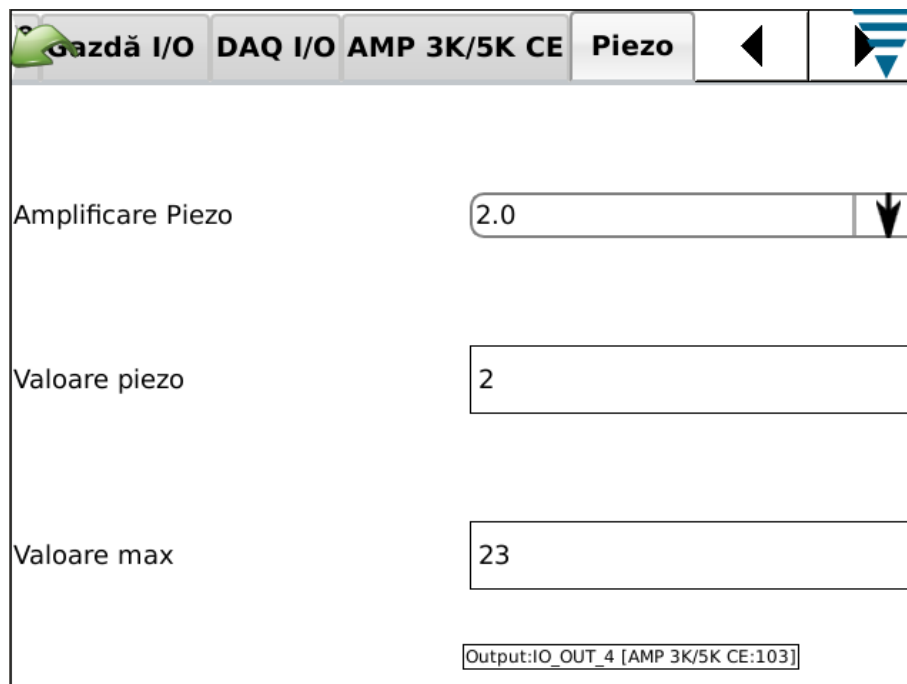 Gazdă I/O DAQ I/O AMP 3K/5K CE Piezo
Amplificare Piezo 2.0
Valoare piezo 2
Valoare max 23
Output:IO_OUT_4 [AMP 3K/5K CE:103]